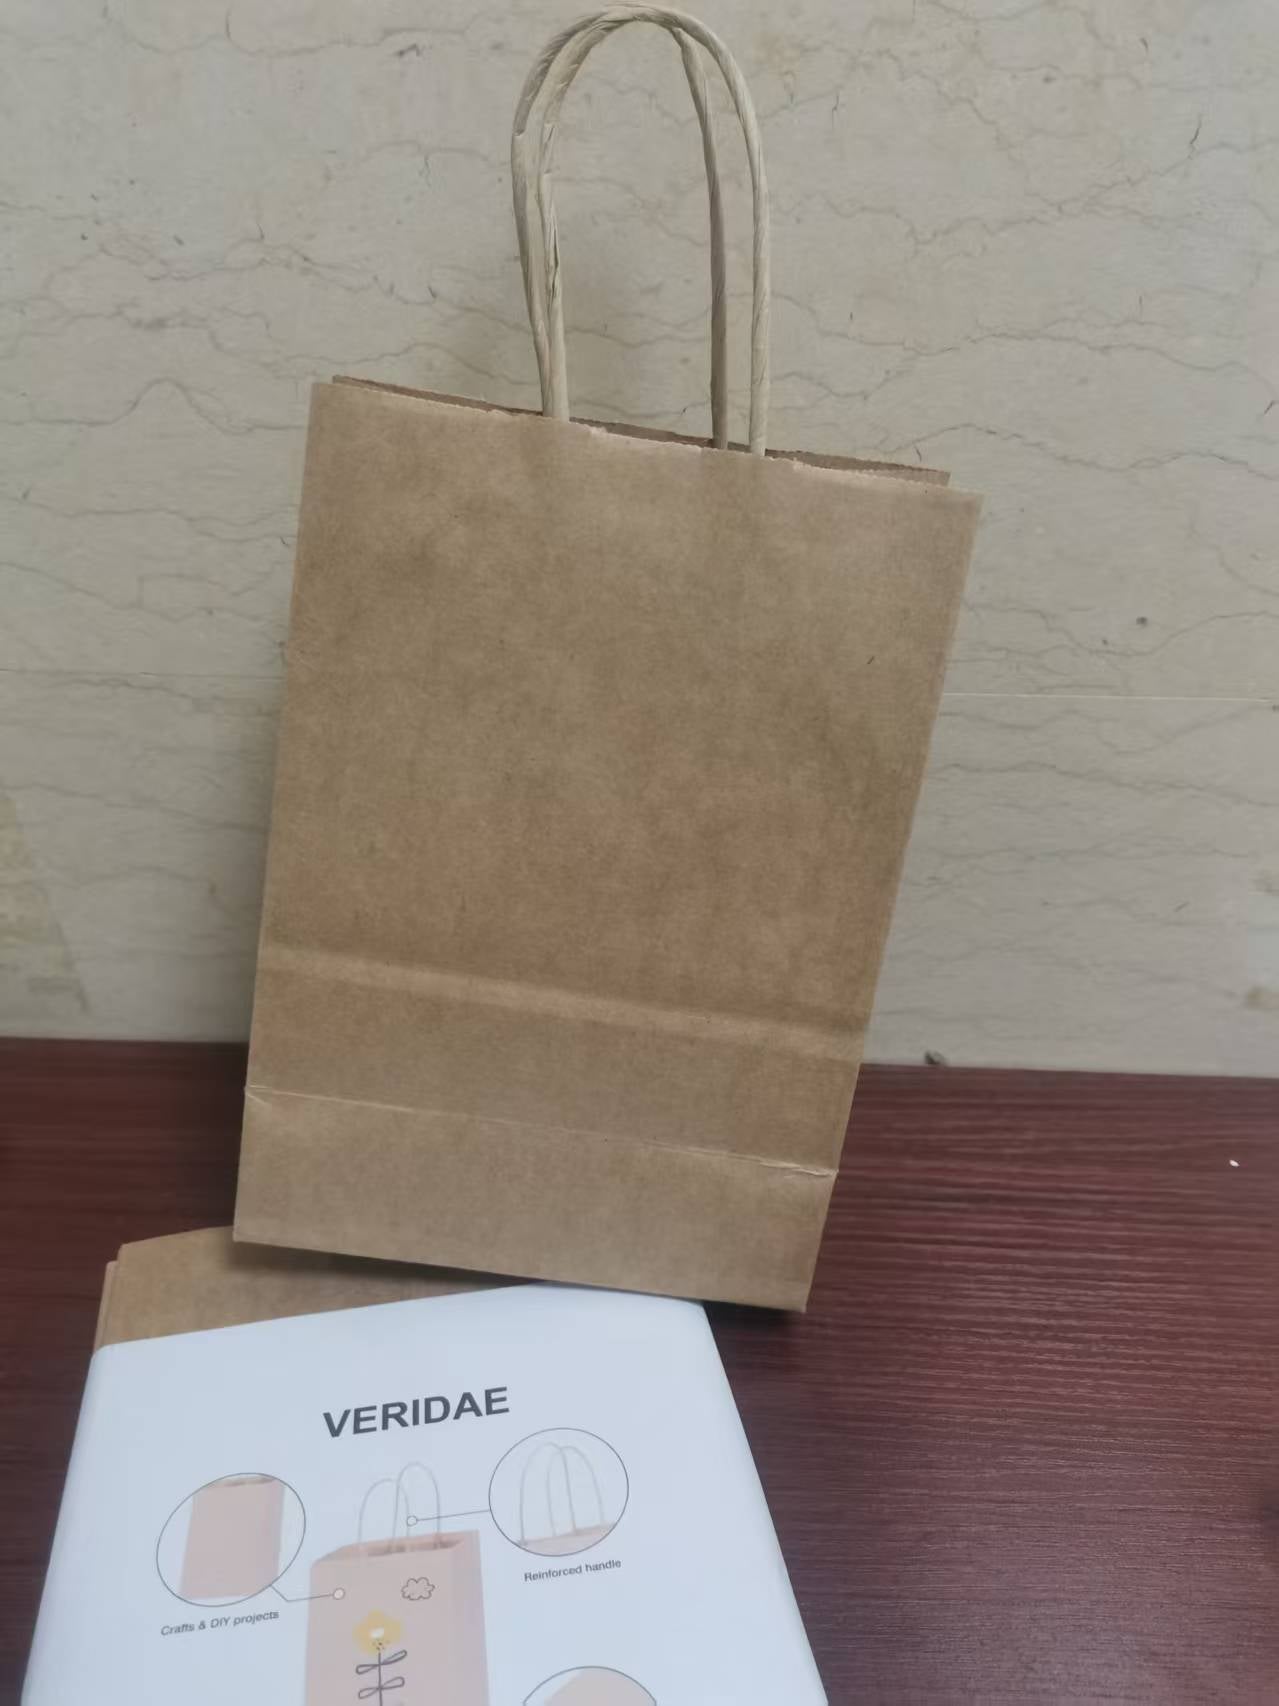 VERIDAE
Reinforced handle
Crafts & DIY projects